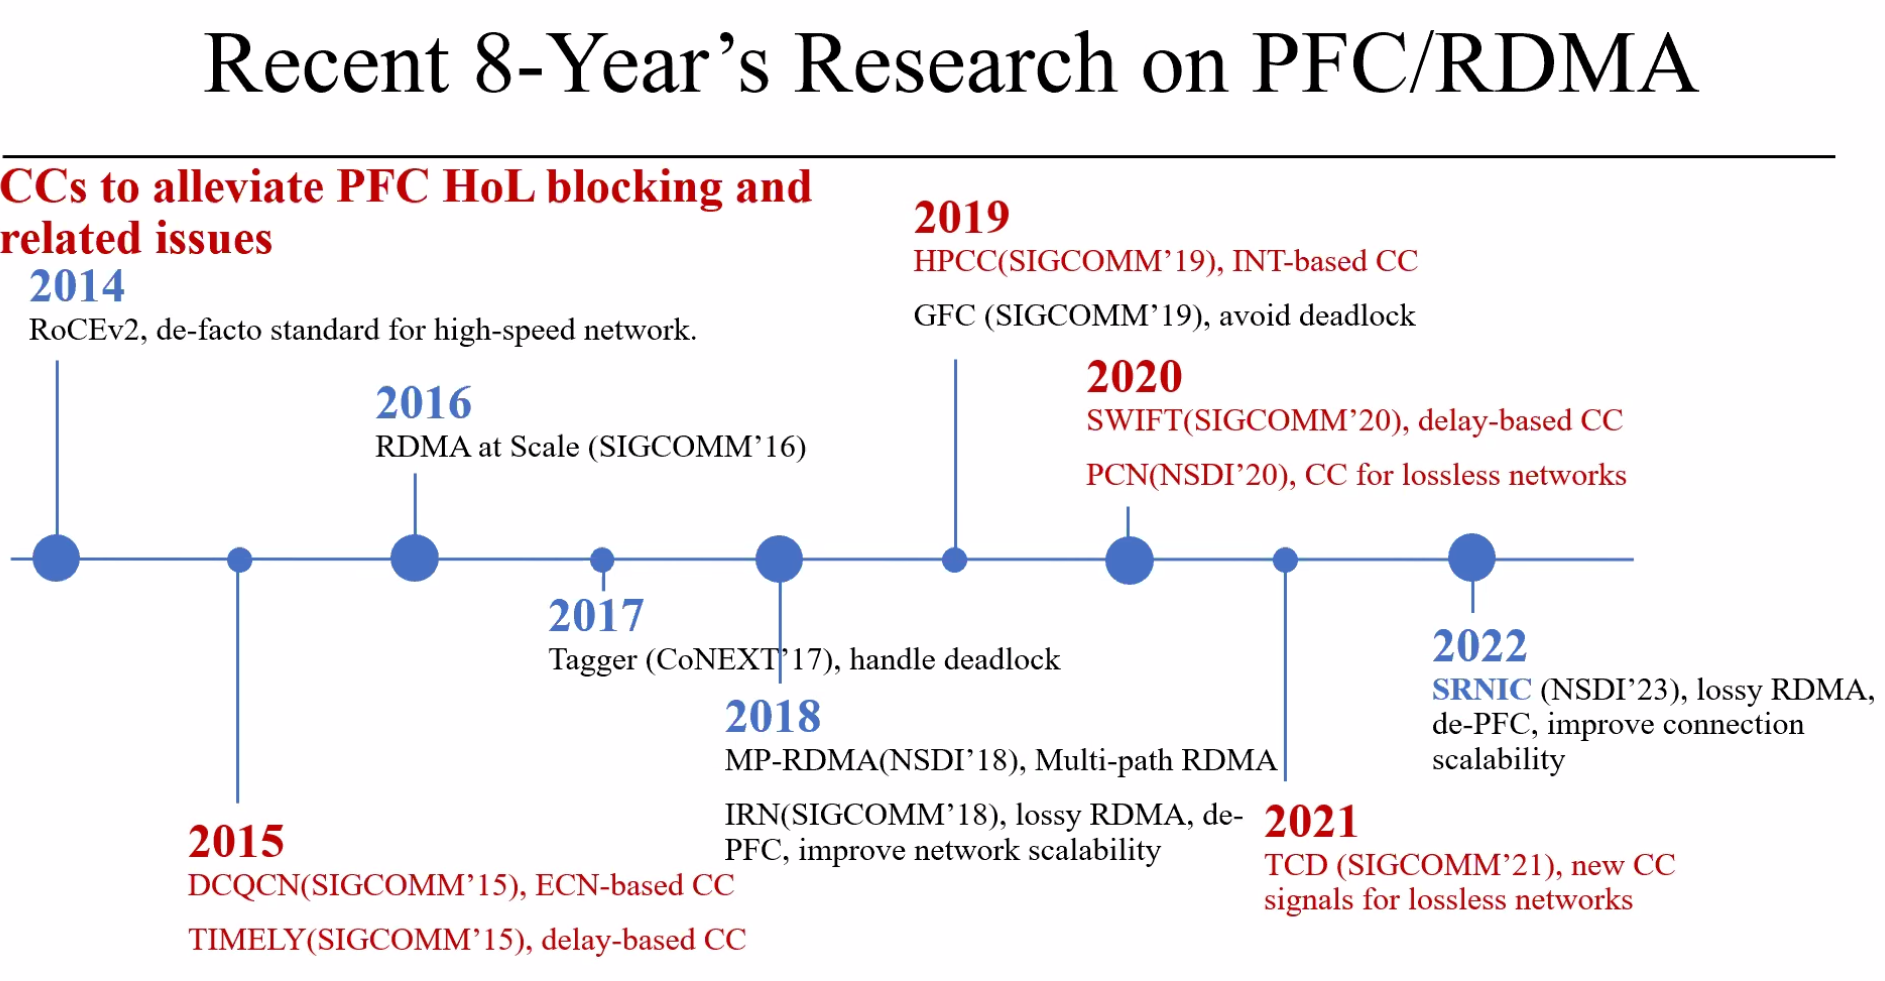 Recent 8-Year’s Research on PFC/RDMA
CCs to alleviate PFC HoL blocking and
related issues
2014
RoCEv2, de-facto standard for high-speed network.
2016
RDMA at Scale (SIGCOMM’16)
2019
HPCC(SIGCOMM’19), INT-based CC
GFC (SIGCOMM’19), avoid deadlock
2020
SWIFT(SIGCOMM’20), delay-based CC
PCN(NSDI’20), CC for lossless networks
2017
Tagger (CoNEXT’17), handle deadlock
2018
MP-RDMA(NSDI’18), Multi-path RDMA
IRN(SIGCOMM’18), lossy RDMA, de-
PFC, improve network scalability
2022
SRNIC (NSDI’23), lossy RDMA,
de-PFC, improve connection
scalability
2015
DCQCN(SIGCOMM’15), ECN-based CC
TIMELY(SIGCOMM’15), delay-based CC
2021
TCD (SIGCOMM’21), new CC
signals for lossless networks